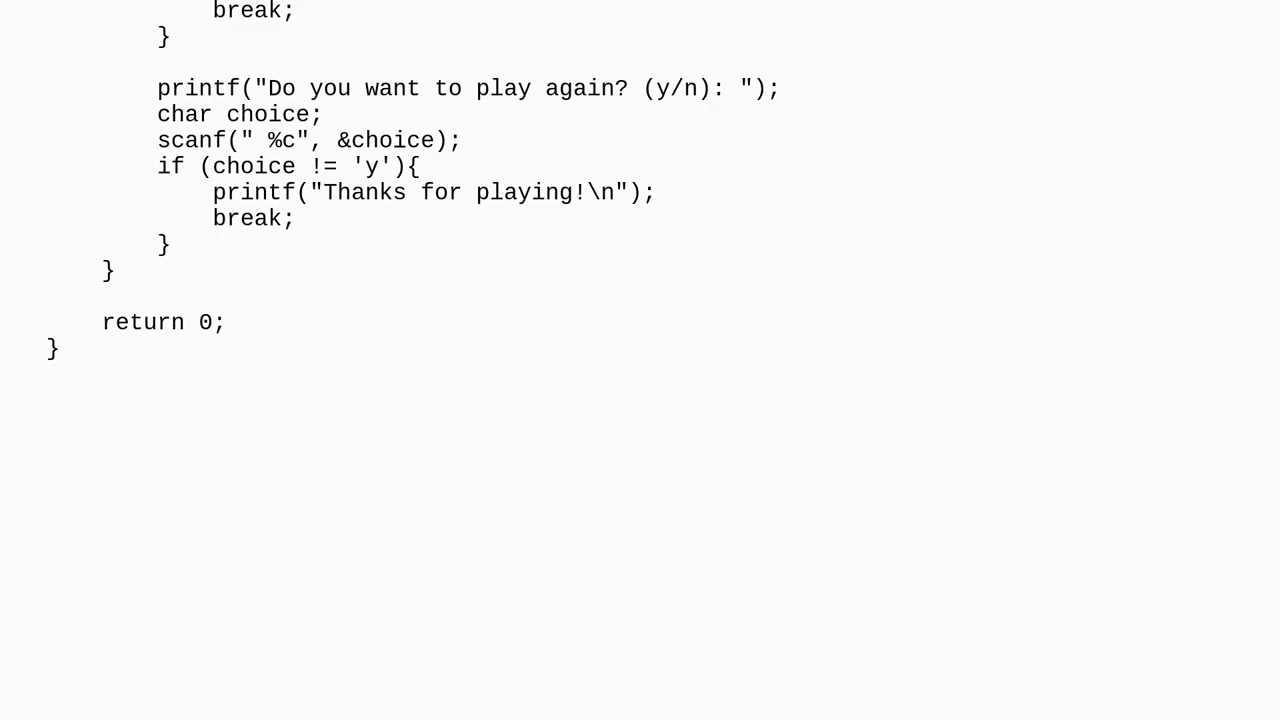 break;
        }

        printf("Do you want to play again? (y/n): ");
        char choice;
        scanf(" %c", &choice);
        if (choice != 'y'){
            printf("Thanks for playing!\n");
            break;
        }
    }

    return 0;
}